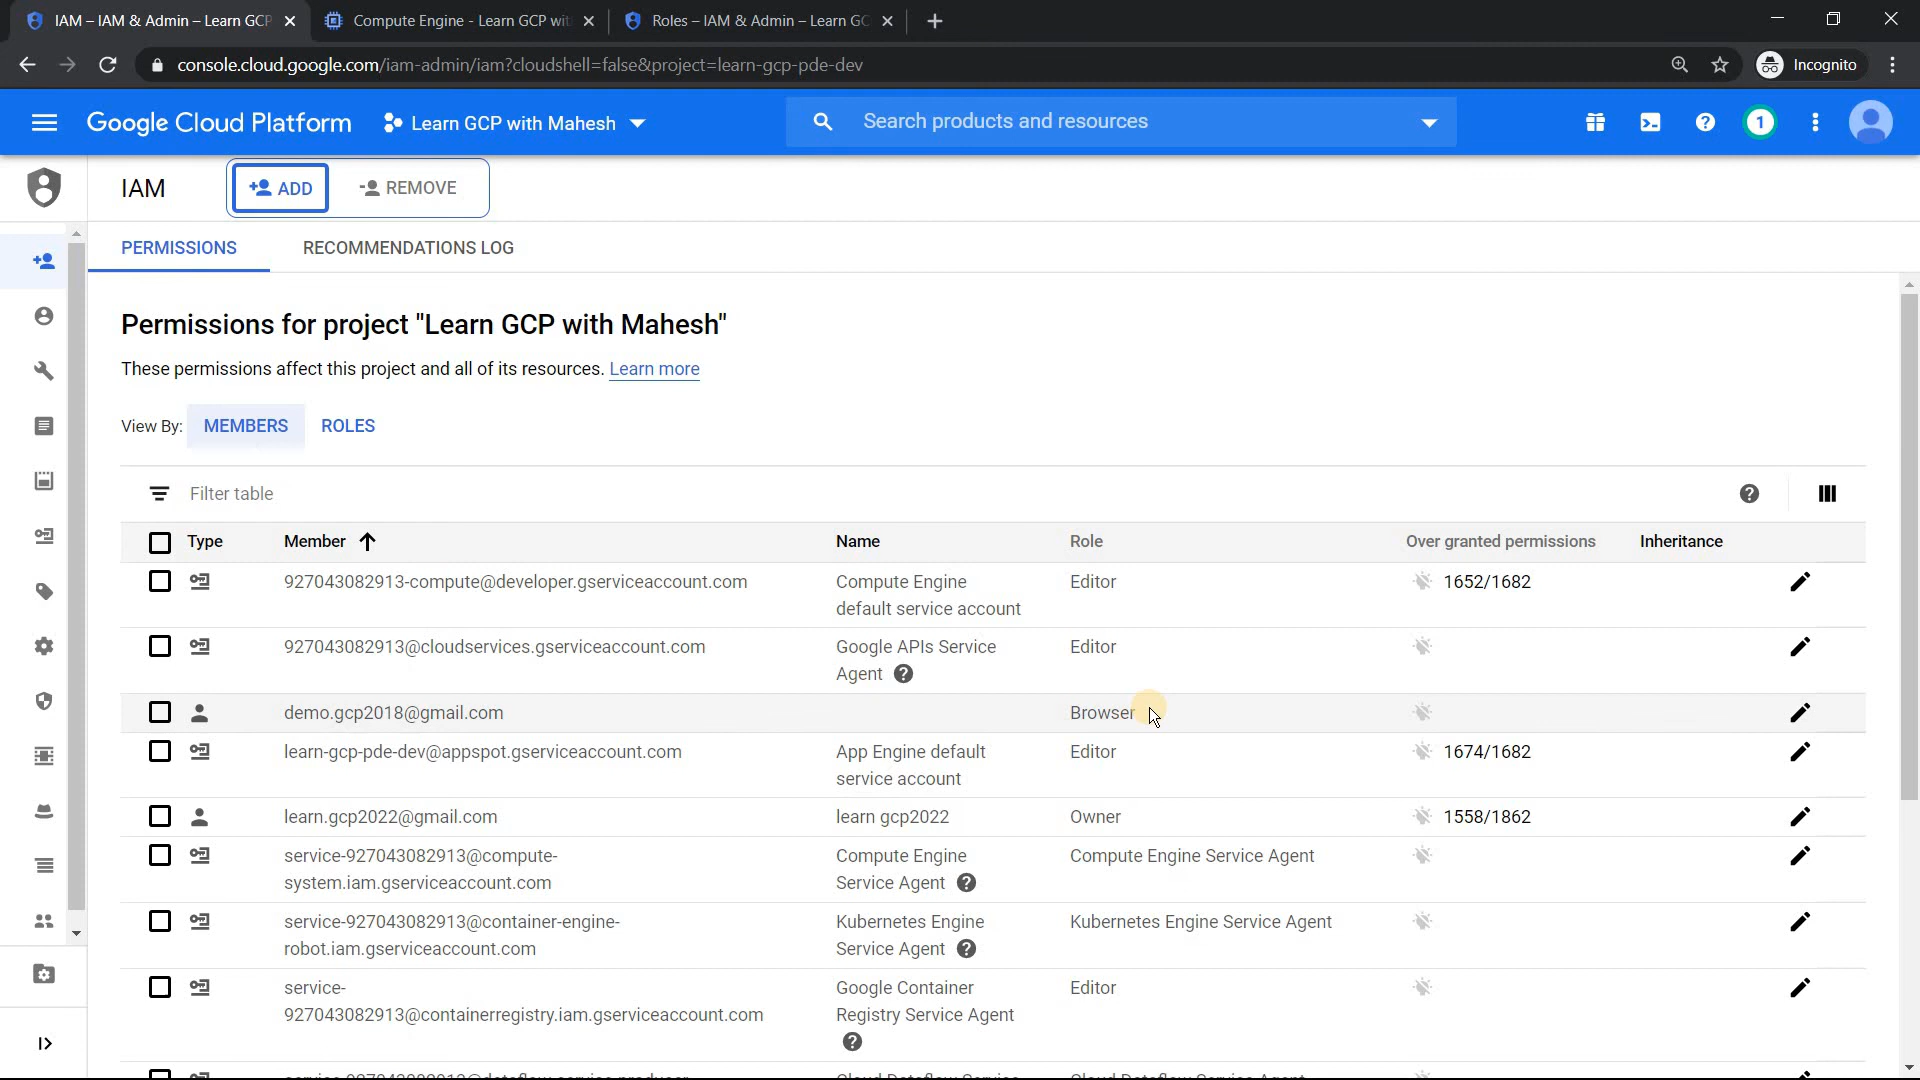 IAM – IAM & Admin – Learn GCP
Compute Engine - Learn GCP wit
Roles – IAM & Admin – Learn GC
console.cloud.google.com/iam-admin/iam?cloudshell=false&project=learn-gcp-pde-dev
Incognito
Google Cloud Platform
Learn GCP with Mahesh
Search products and resources
1
IAM
ADD
REMOVE
PERMISSIONS
RECOMMENDATIONS LOG
Permissions for project "Learn GCP with Mahesh"
These permissions affect this project and all of its resources. Learn more
View By:
MEMBERS
ROLES
Filter table
Type
Member
Name
Role
Over granted permissions
Inheritance
927043082913-compute@developer.gserviceaccount.com
Compute Engine
default service account
Editor
1652/1682
927043082913@cloudservices.gserviceaccount.com
Google APIs Service
Agent
Editor
demo.gcp2018@gmail.com
Browser
learn-gcp-pde-dev@appspot.gserviceaccount.com
App Engine default
service account
Editor
1674/1682
learn.gcp2022@gmail.com
learn gcp2022
Owner
1558/1862
service-927043082913@compute-
system.iam.gserviceaccount.com
Compute Engine
Service Agent
Compute Engine Service Agent
service-927043082913@container-engine-
robot.iam.gserviceaccount.com
Kubernetes Engine
Service Agent
Kubernetes Engine Service Agent
service-
927043082913@containerregistry.iam.gserviceaccount.com
Google Container
Registry Service Agent
Editor